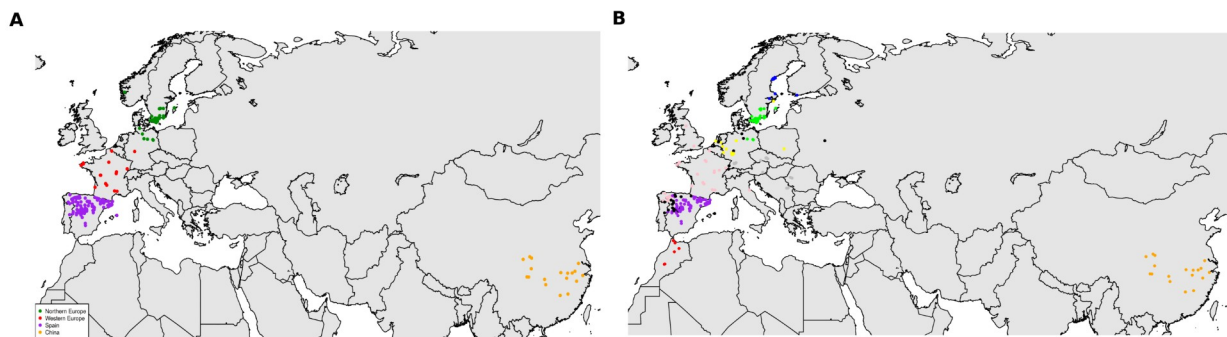 A
B
Northern Europe
Western Europe
Spain
China